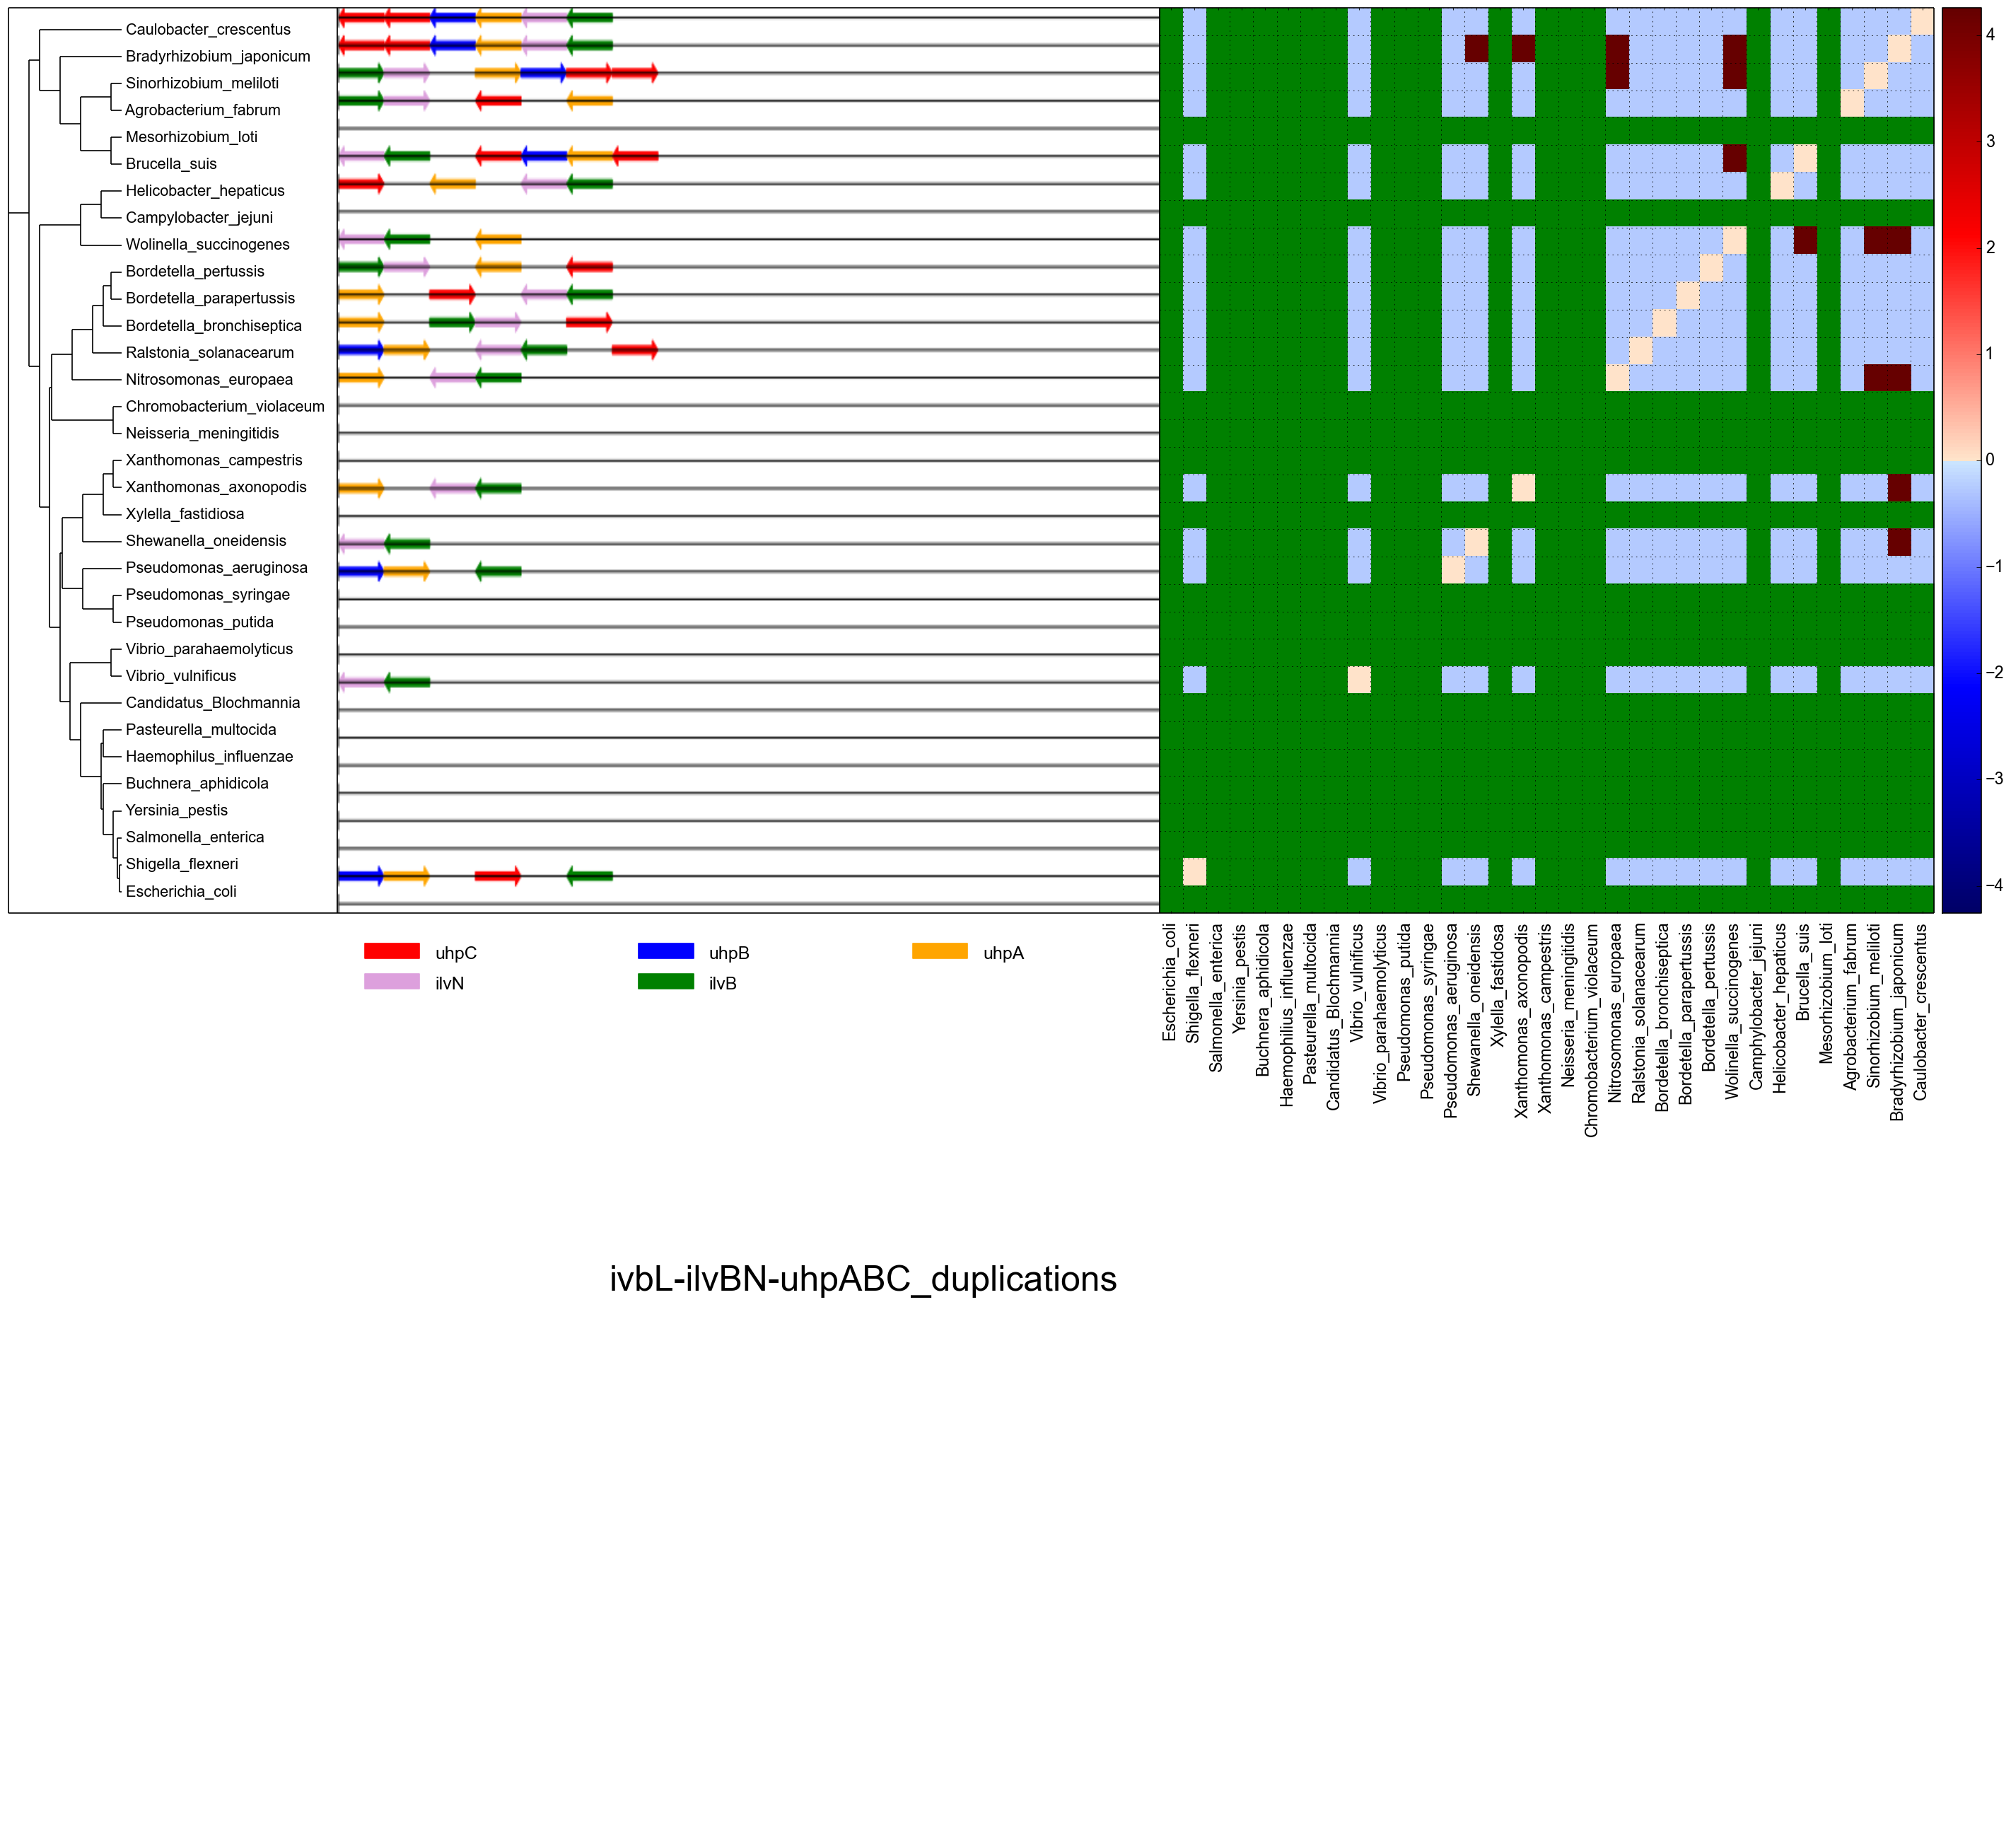 Caulobacter_crescentus
Bradyrhizobium_japonicum
Sinorhizobium_meliloti
Agrobacterium_fabrum
Mesorhizobium_loti
Brucella_suis
Helicobacter_hepaticus
Campylobacter_jejuni
Wolinella_succinogenes
Bordetella_pertussis
Bordetella_parapertussis
Bordetella_bronchiseptica
Ralstonia_solanacearum
Nitrosomonas_europaea
Chromobacterium_violaceum
Neisseria_meningitidis
Xanthomonas_campestris
Xanthomonas_axonopodis
Xylella_fastidiosa
Shewanella_oneidensis
Pseudomonas_aeruginosa
Pseudomonas_syringae
Pseudomonas_putida
Vibrio_parahaemolyticus
Vibrio_vulnificus
Candidatus_Blochmannia
Pasteurella_multocida
Haemophilus_influenzae
Buchnera_aphidicola
Yersinia_pestis
Salmonella_enterica
Shigella_flexneri
Escherichia_coli
4
3
2
1
0
−1
−2
−3
−4
uhpC uhpB uhpA
ilvN ilvB
Escherichia_coli
Shigella_flexneri
Salmonella_enterica
Yersinia_pestis
Buchnera_aphidicola
Haemophilius_influenzae
Pasteurella_multocida
Candidatus_Blochmannia
Vibrio_vulnificus
Vibrio_parahaemolyticus
Pseudomonas_putida
Pseudomonas_syringae
Pseudomonas_aeruginosa
Shewanella_oneidensis
Xylella_fastidosa
Xanthomonas_axonopodis
Xanthomonas_campestris
Neisseria_meningitidis
Chromobacterium_violaceum
Nitrosomonas_europaea
Ralstonia_solanacearum
Bordetella_bronchiseptica
Bordetella_parapertussis
Bordetella_pertussis
Wolinella_succinogenes
Camphylobacter_jejuni
Helicobacter_hepaticus
Brucella_suis
Mesorhizobium_loti
Agrobacterium_fabrum
Sinorhizobium_meliloti
Bradyrhizobium_japonicum
Caulobacter_crescentus
ivbL-ilvBN-uhpABC_duplications